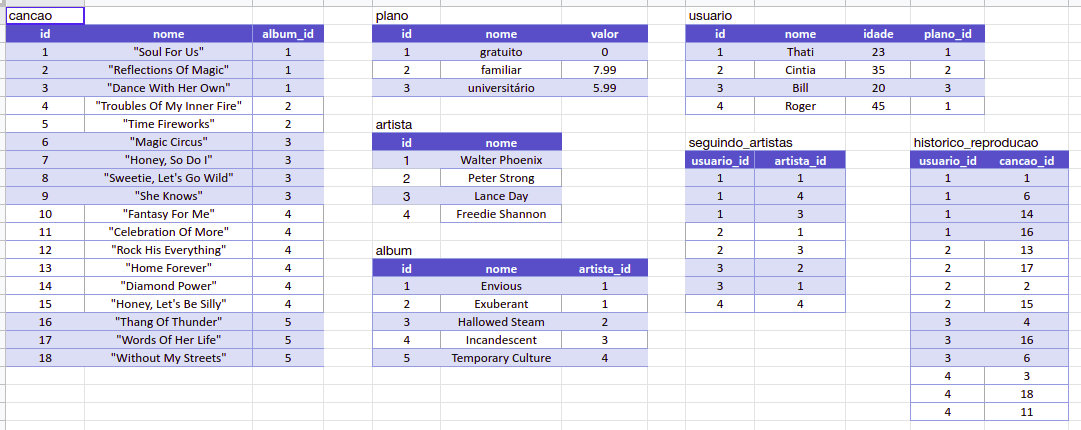 cancao
id nome album_id
1 "Soul For Us" 1
2 "Reflections Of Magic" 1
3 "Dance With Her Own" 1
4 "Troubles Of My Inner Fire" 2
5 "Time Fireworks" 2
6 "Magic Circus" 3
7 "Honey, So Do I" 3
8 "Sweetie, Let's Go Wild" 3
9 "She Knows" 3
10 "Fantasy For Me" 4
11 "Celebration Of More" 4
12 "Rock His Everything" 4
13 "Home Forever" 4
14 "Diamond Power" 4
15 "Honey, Let's Be Silly" 4
16 "Thang Of Thunder" 5
17 "Words Of Her Life" 5
18 "Without My Streets" 5
plano
id nome valor
1 gratuito 0
2 familiar 7.99
3 universitário 5.99
artista
id nome
1 Walter Phoenix
2 Peter Strong
3 Lance Day
4 Freedie Shannon
album
id nome artista_id
1 Envious 1
2 Exuberant 1
3 Hallowed Steam 2
4 Incandescent 3
5 Temporary Culture 4
usuario
id nome idade plano_id
1 Thati 23 1
2 Cintia 35 2
3 Bill 20 3
4 Roger 45 1
seguindo_artistas
usuario_id artista_id
1 1
1 4
1 3
2 1
2 3
3 2
3 1
4 4
historico_reproducao
usuario_id cancao_id
1 1
1 6
1 14
1 16
2 13
2 17
2 2
2 15
3 4
3 16
3 6
4 3
4 18
4 11